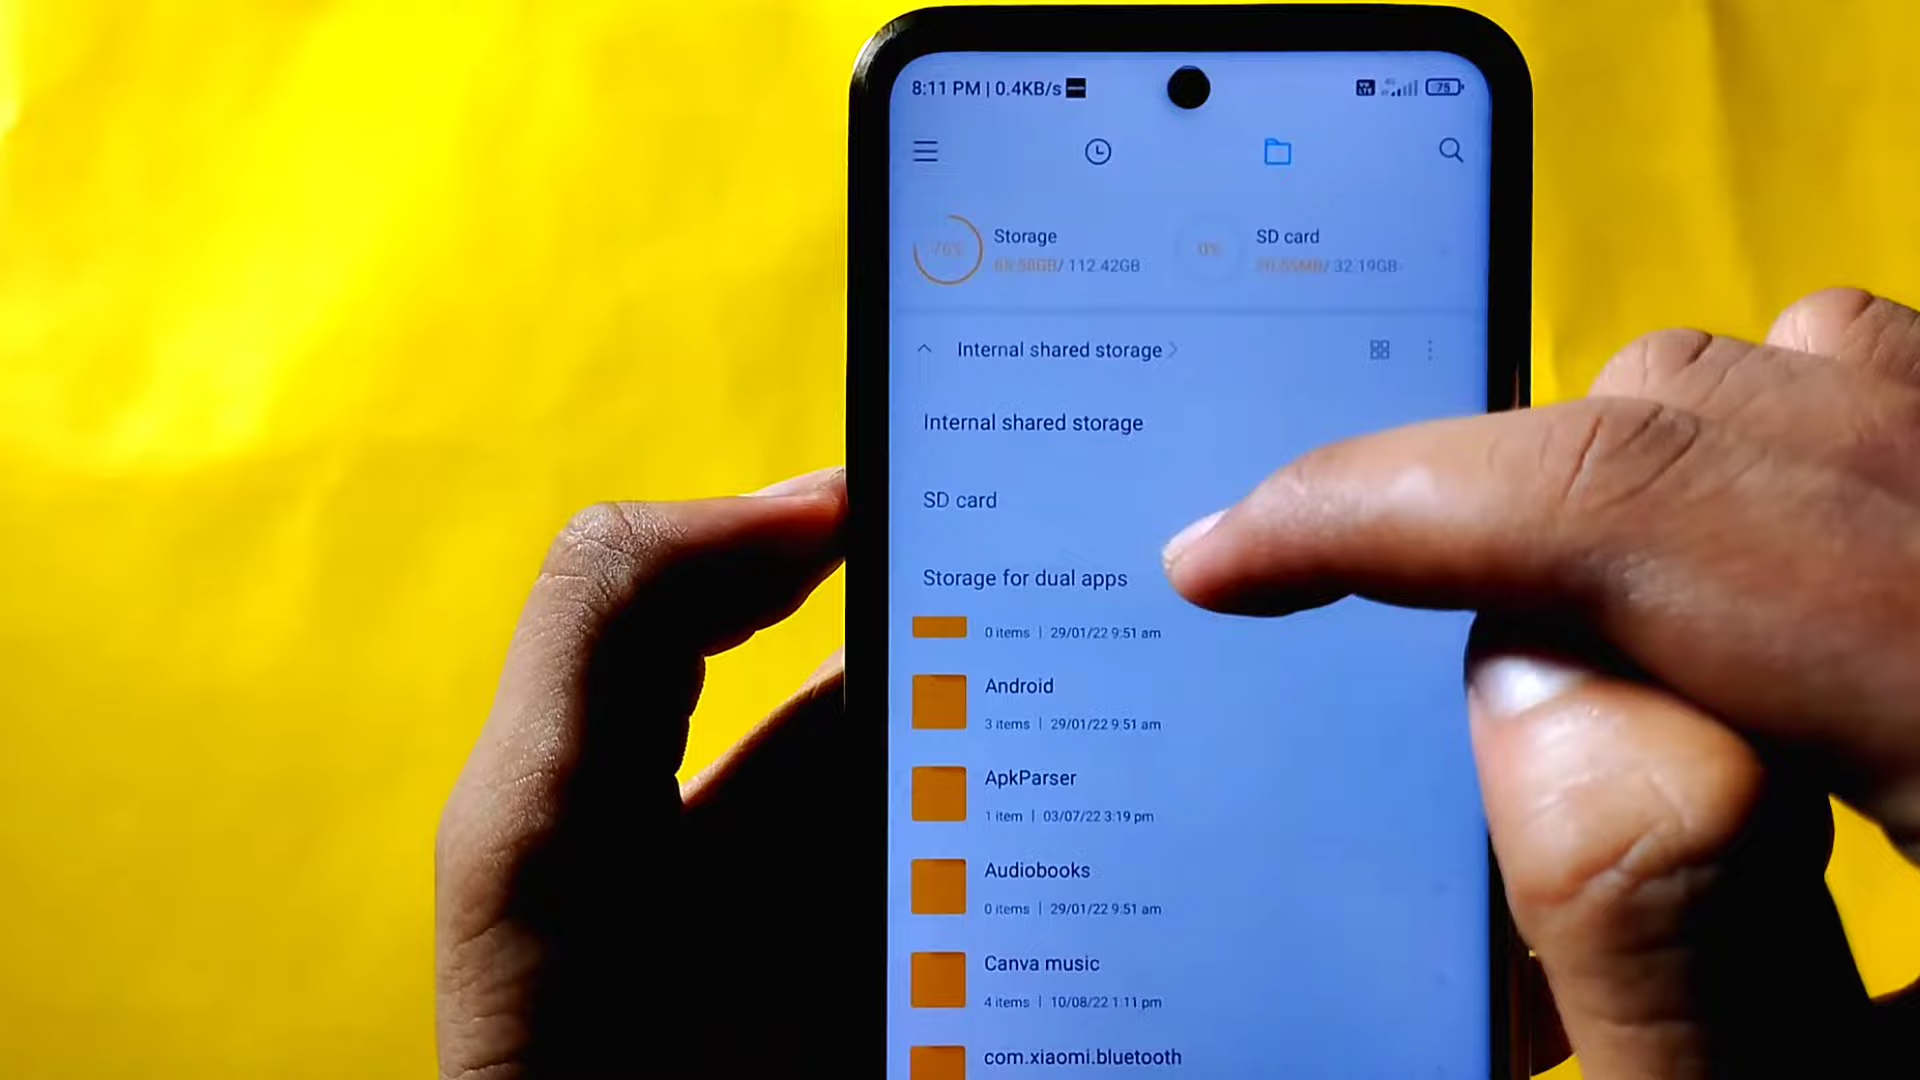 8:11 PM | 0.4KB/s
75
Storage
/ 112.42GB
0%
SD card
/ 32.19GB
Internal shared storage
Internal shared storage
SD card
Storage for dual apps
0 items | 29/01/22 9:51 am
Android
3 items | 29/01/22 9:51 am
ApkParser
1 item | 03/07/22 3:19 pm
Audiobooks
0 items | 29/01/22 9:51 am
Canva music
4 items | 10/08/22 1:11 pm
com.xiaomi.bluetooth